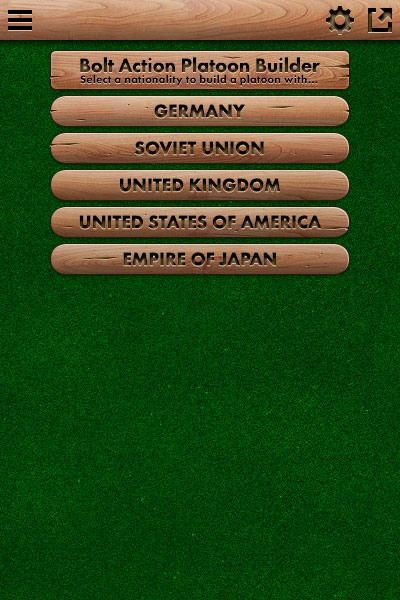 Bolt Action Platoon Builder
Select a nationality to build a platoon with...
GERMANY
SOVIET UNION
UNITED KINGDOM
UNITED STATES OF AMERICA
EMPIRE OF JAPAN